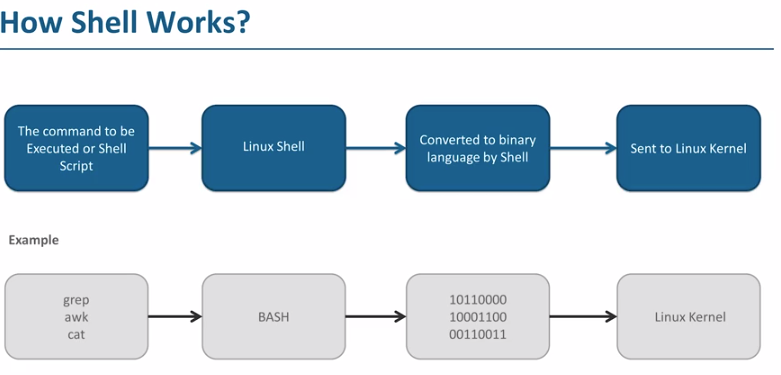 How Shell Works?
The command to be
Executed or Shell
Script
Linux Shell
Converted to binary
language by Shell
Sent to Linux Kernel
Example
grep
awk
cat
BASH
10110000
10001100
00110011
Linux Kernel